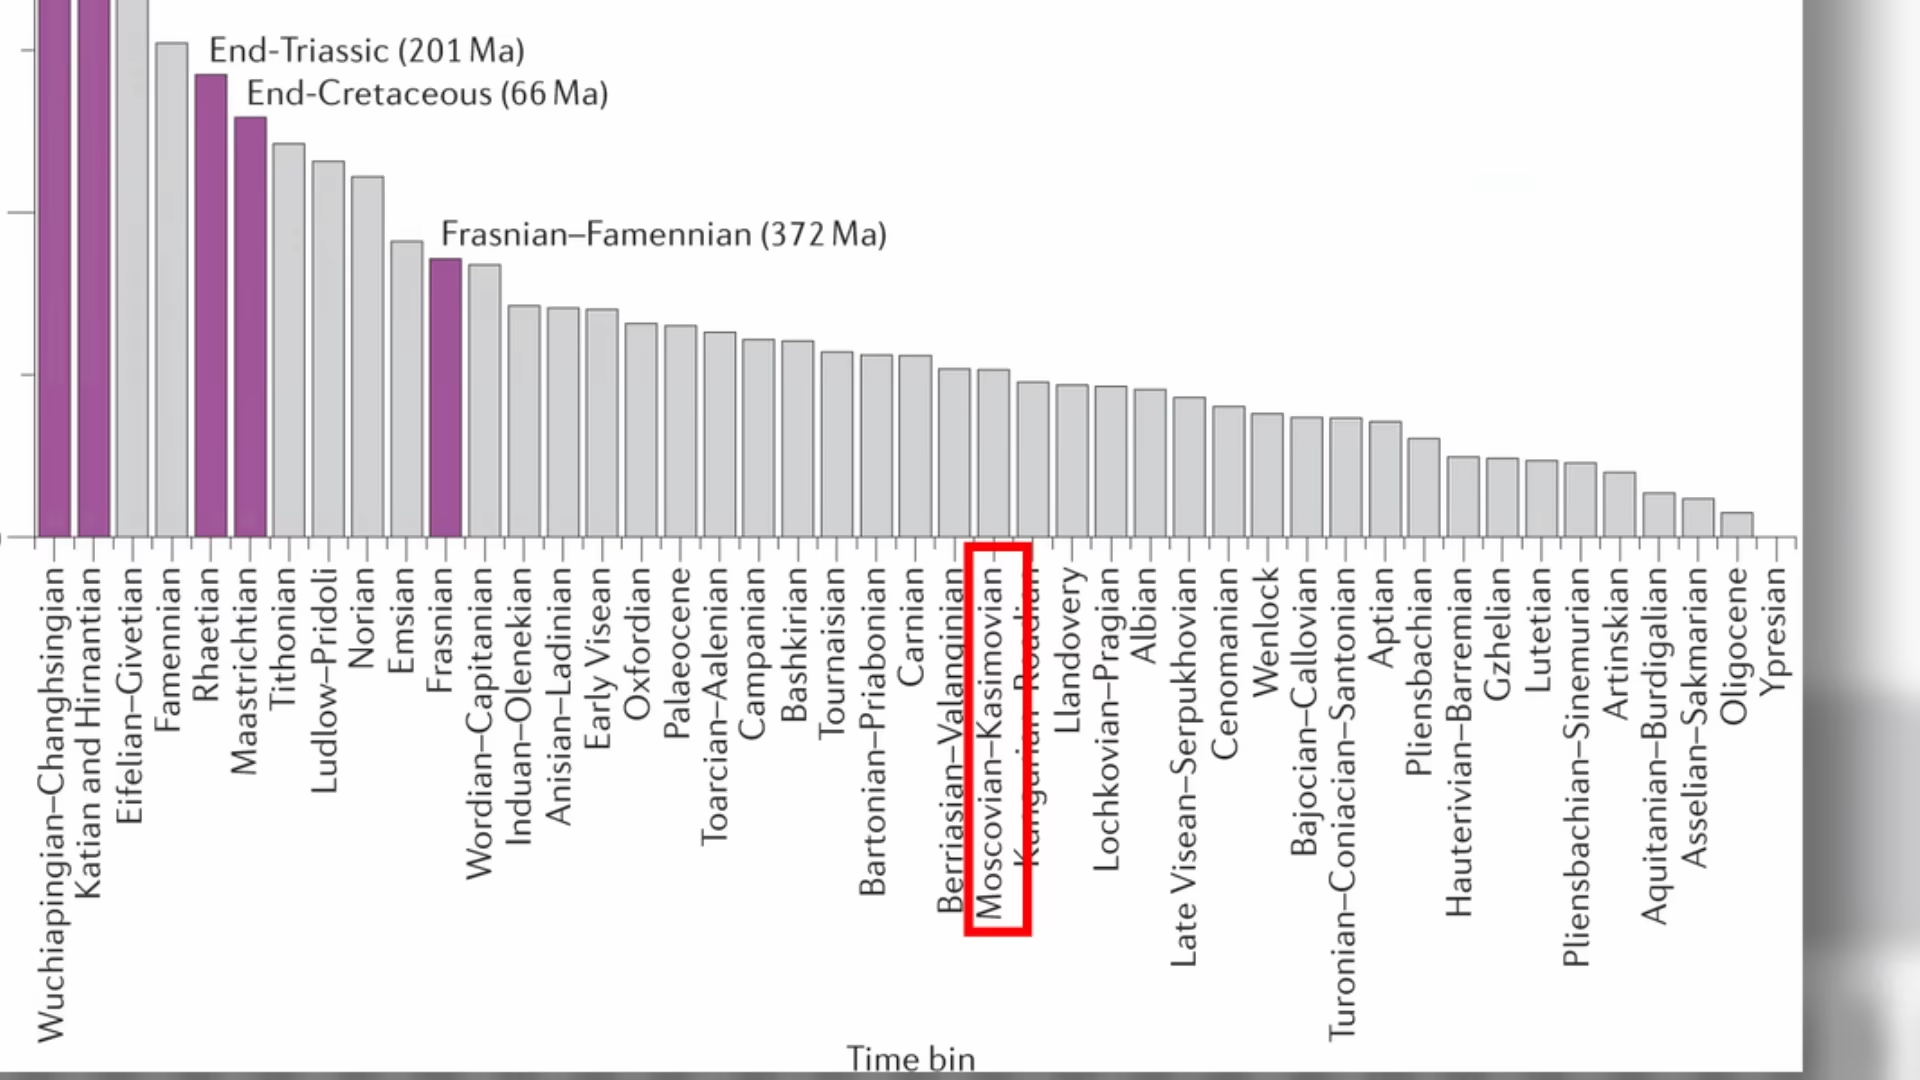 End-Triassic (201 Ma)
End-Cretaceous (66 Ma)
Frasnian–Famennian (372 Ma)
Wuchiapingian–Changhsingian
Katian and Hirnantian
Eifelian–Givetian
Famennian
Rhaetian
Maastrichtian
Tithonian
Ludlow–Pridoli
Norian
Emsian
Frasnian
Wordian–Capitanian
Induan–Olenekian
Anisian–Ladinian
Early Visean
Oxfordian
Palaeocene
Toarcian–Aalenian
Campanian
Bashkirian
Tournaisian
Bartonian–Priabonian
Carnian
Berriasian–Valanginian
Moscovian–Kasimovian
Kungurian–Roadian
Llandovery
Lochkovian–Pragian
Albian
Late Visean–Serpukhovian
Cenomanian
Wenlock
Bajocian–Callovian
Turonian–Coniacian–Santonian
Aptian
Pliensbachian
Hauterivian–Barremian
Gzhelian
Lutetian
Pliensbachian–Sinemurian
Artinskian
Aquitanian–Burdigalian
Asselian–Sakmarian
Oligocene
Ypresian
Time bin